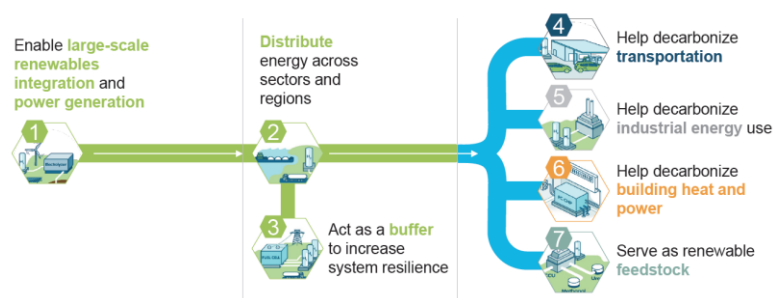 Enable large-scale
renewables
integration and
power generation
1
Distribute
energy across
sectors and
regions
2
3
Act as a buffer
to increase
system resilience
4
Help decarbonize
transportation
5
Help decarbonize
industrial energy use
6
Help decarbonize
building heat and
power
7
Serve as renewable
feedstock